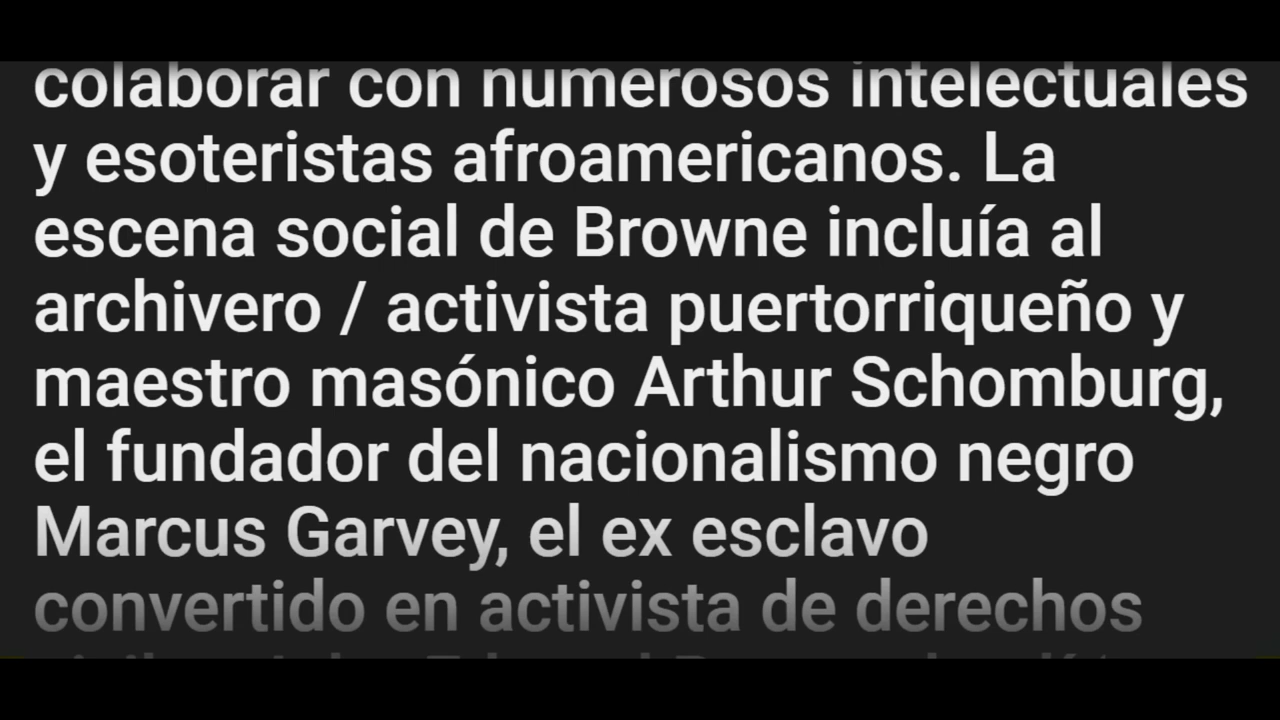 colaborar con numerosos intelectuales
y esoteristas afroamericanos. La
escena social de Browne incluía al
archivero / activista puertorriqueño y
maestro masónico Arthur Schomburg,
el fundador del nacionalismo negro
Marcus Garvey, el ex esclavo
convertido en activista de derechos